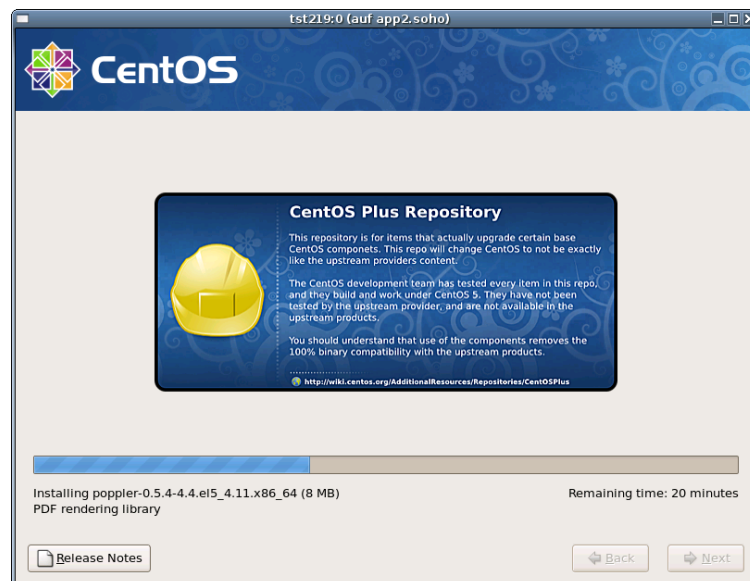 tst219:0 (auf app2.soho)
CentOS
CentOS Plus Repository
This repository is for items that actually upgrade certain base
CentOS componets. This repo will change CentOS to not be exactly
like the upstream providers content.
The CentOS development team has tested every item in this repo,
and they build and work under CentOS 5. They have not been
tested by the upstream provider, and are not available in the
upstream products.
You should understand that use of the components removes the
100% binary compatibility with the upstream products.
http://wiki.centos.org/AdditionalResources/Repositories/CentOSPlus
Installing poppler-0.5.4-4.4.el5_4.11.x86_64 (8 MB) Remaining time: 20 minutes
PDF rendering library
Release Notes Back Next